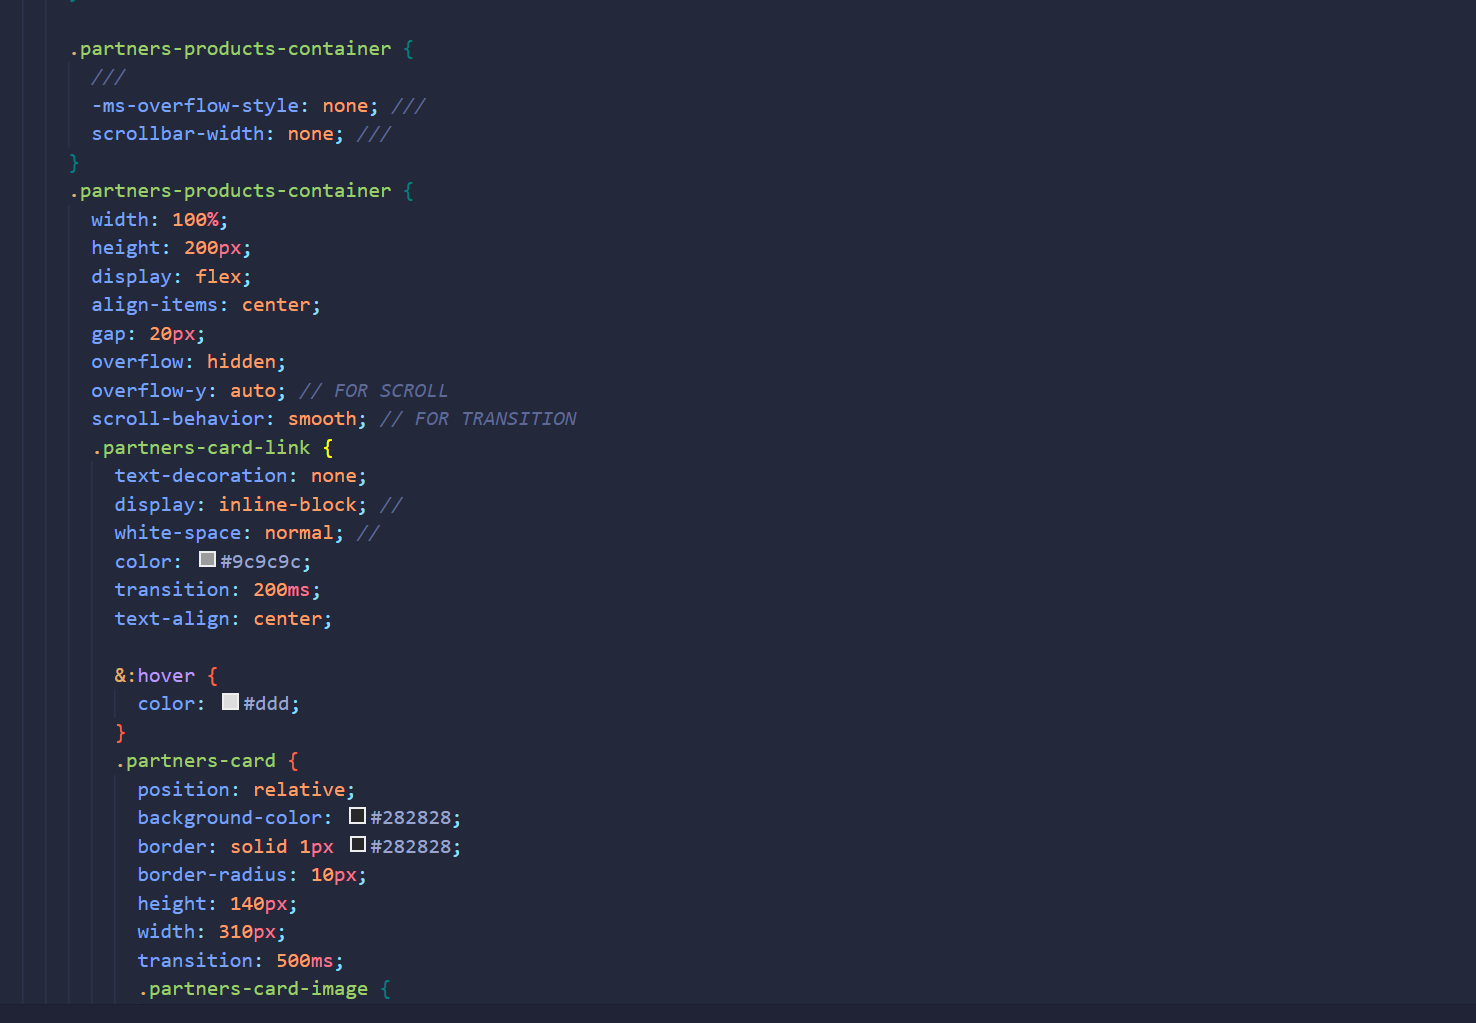 }
.partners-products-container {
///
-ms-overflow-style: none; ///
scrollbar-width: none; ///
}
.partners-products-container {
width: 100%;
height: 200px;
display: flex;
align-items: center;
gap: 20px;
overflow: hidden;
overflow-y: auto; // FOR SCROLL
scroll-behavior: smooth; // FOR TRANSITION
.partners-card-link {
text-decoration: none;
display: inline-block; //
white-space: normal; //
color: #9c9c9c;
transition: 200ms;
text-align: center;
&:hover {
color: #ddd;
}
.partners-card {
position: relative;
background-color: #282828;
border: solid 1px #282828;
border-radius: 10px;
height: 140px;
width: 310px;
transition: 500ms;
.partners-card-image {